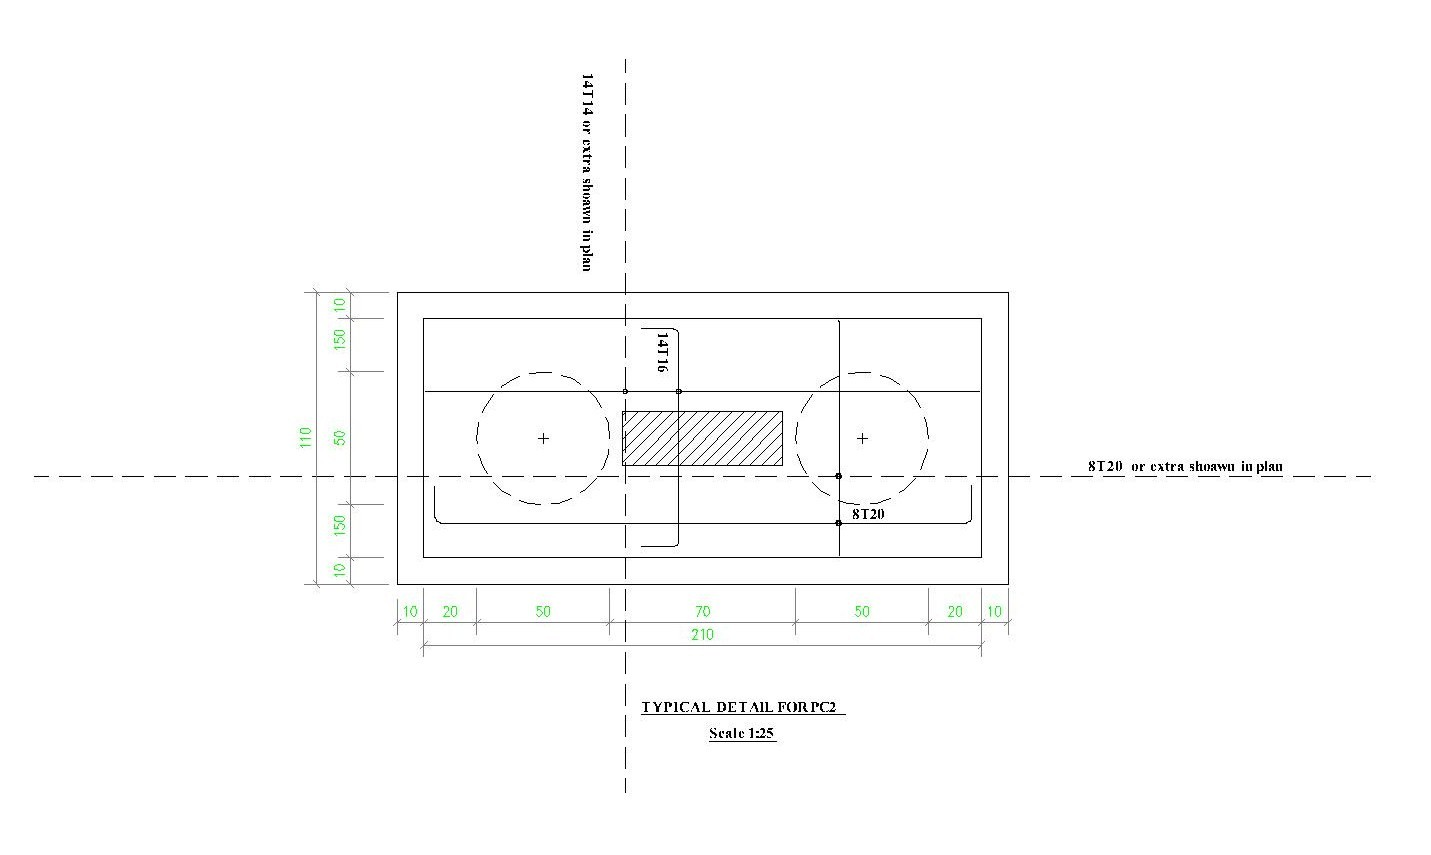 14T14 or extra shoawn in plan
14T16
10
150
50
150
10
110
8T20 or extra shoawn in plan
8T20
10 20 50 70 50 20 10
210
TYPICAL DETAIL FOR PC2
Scale 1:25